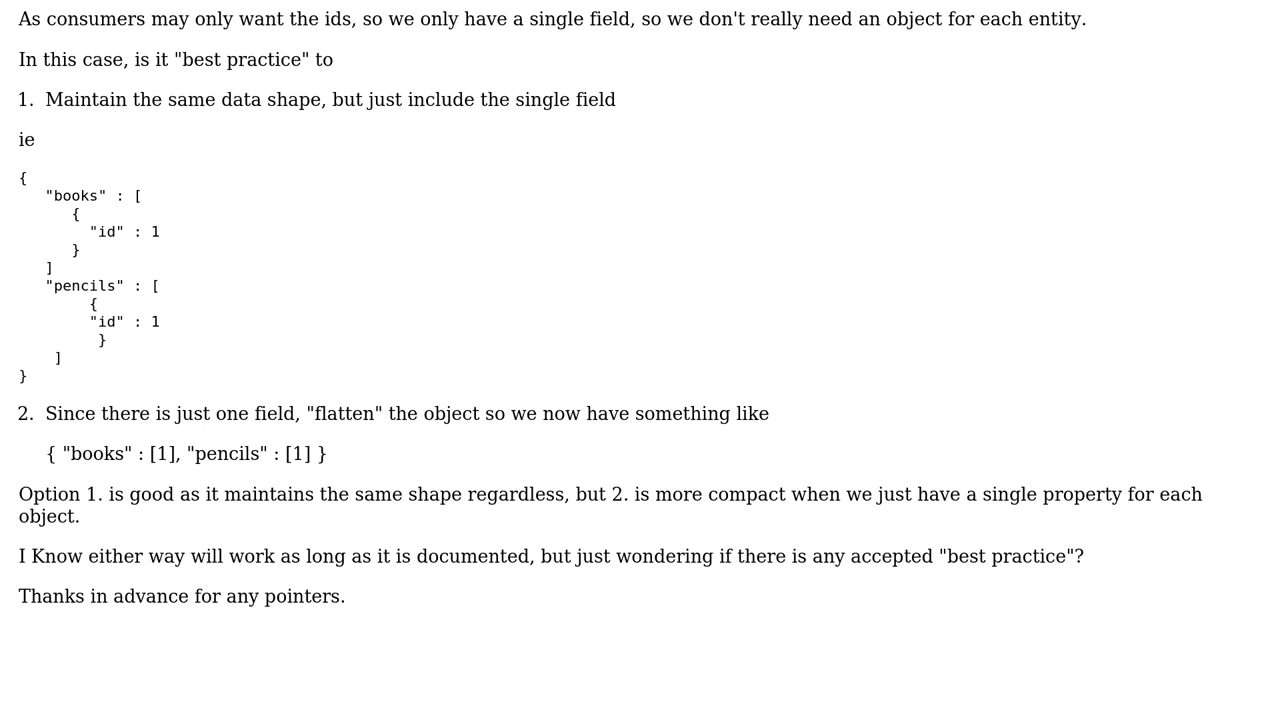 As consumers may only want the ids, so we only have a single field, so we don't really need an object for each entity.
In this case, is it "best practice" to
1. Maintain the same data shape, but just include the single field
ie
{
   "books" : [
      {
        "id" : 1
      }
   ]
   "pencils" : [
        {
        "id" : 1
         }
    ]
}
2. Since there is just one field, "flatten" the object so we now have something like
{ "books" : [1], "pencils" : [1] }
Option 1. is good as it maintains the same shape regardless, but 2. is more compact when we just have a single property for each
object.
I Know either way will work as long as it is documented, but just wondering if there is any accepted "best practice"?
Thanks in advance for any pointers.